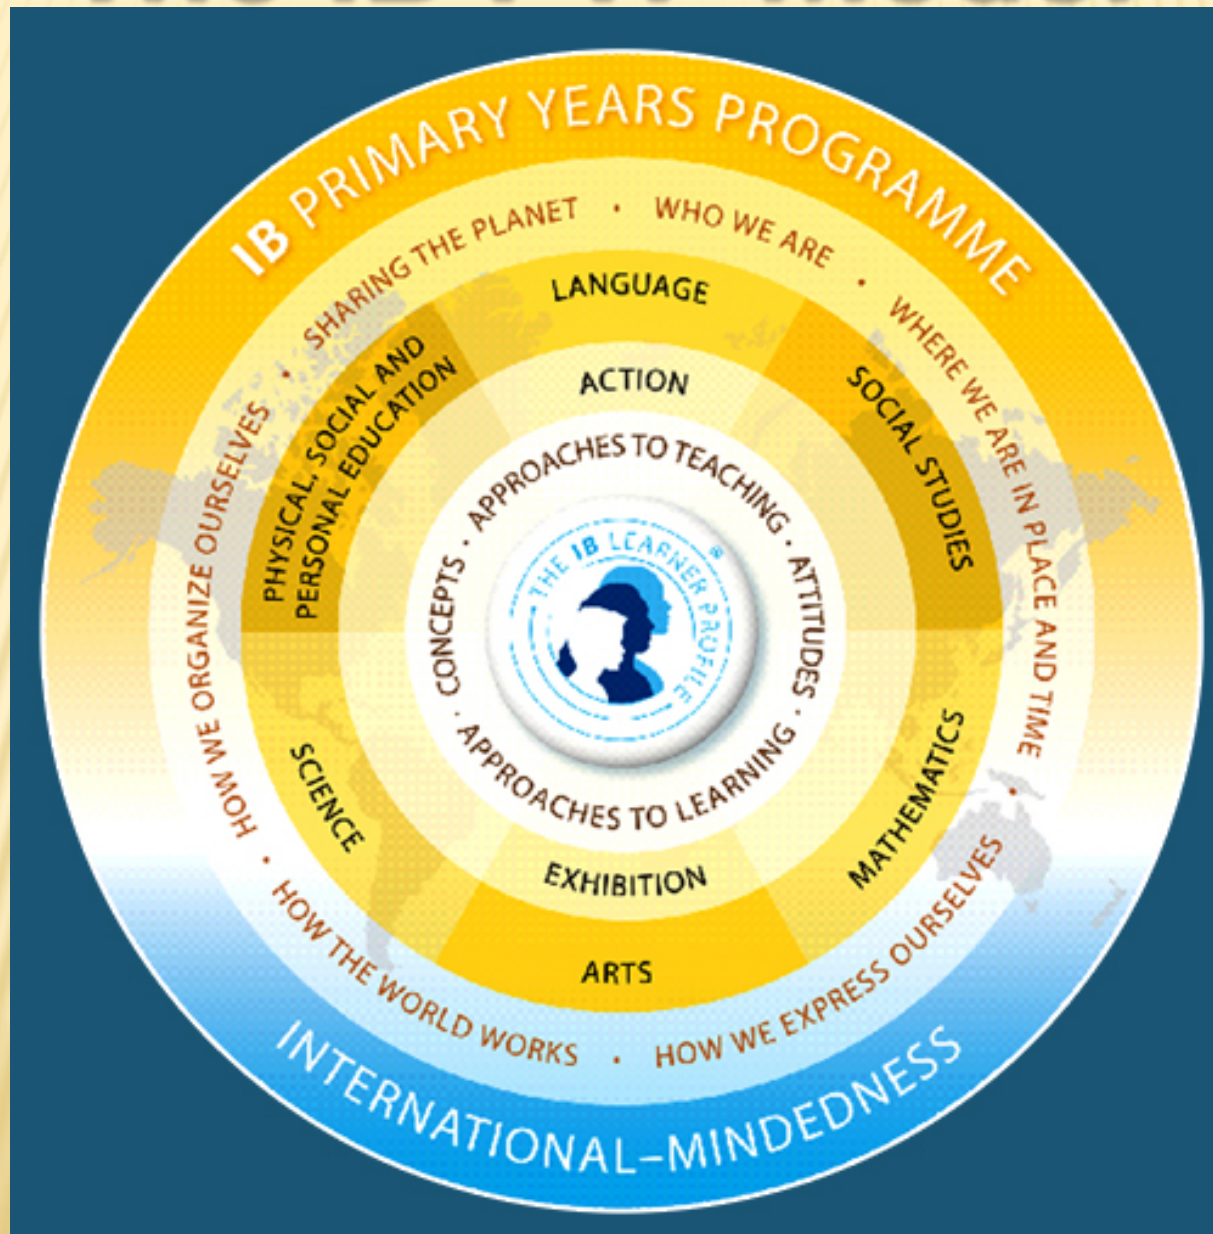 IB PRIMARY YEARS PROGRAMME
SHARING THE PLANET
·
WHO WE ARE
·
WHERE WE ARE IN PLACE AND TIME
·
HOW WE EXPRESS OURSELVES
·
HOW THE WORLD WORKS
·
HOW WE ORGANIZE OURSELVES
·
LANGUAGE
SOCIAL STUDIES
MATHEMATICS
ARTS
SCIENCE
PHYSICAL, SOCIAL AND
PERSONAL EDUCATION
ACTION
EXHIBITION
APPROACHES TO TEACHING
·
ATTITUDES
·
APPROACHES TO LEARNING
·
CONCEPTS
·
THE IB LEARNER PROFILE
®
INTERNATIONAL–MINDEDNESS